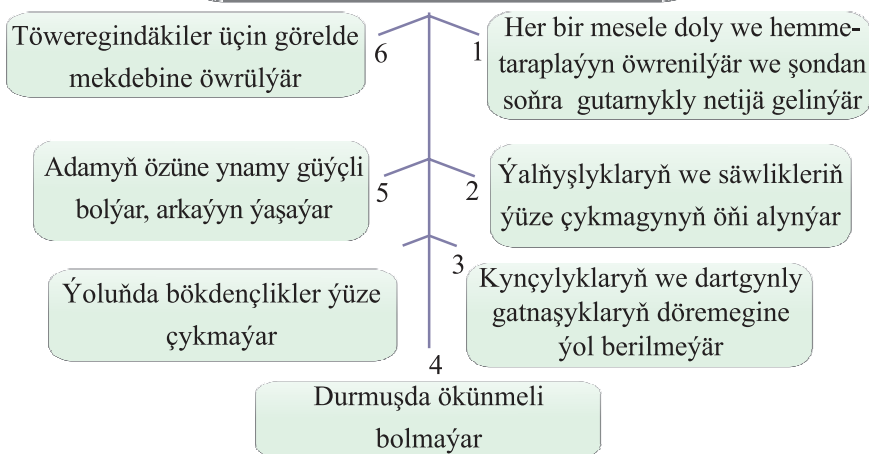 Töweregindäkiler üçin görelde
mekdebine öwrülýär
6
1
Her bir mesele doly we hemme-
taraplaýyn öwrenilýär we şondan
soňra gutarnykly netijä gelinýär
Adamyň özüne ynamy güýçli
bolýar, arkaýyn ýaşaýar
5
2
Ýalňyşlyklaryň we säwlikleriň
ýüze çykmagynyň öňi alynýar
Ýoluňda bökdençlikler ýüze
çykmaýar
3
Kynçylyklaryň we dartgynly
gatnaşyklaryň döremegine
ýol berilmeýär
4
Durmuşda ökünmeli
bolmaýar